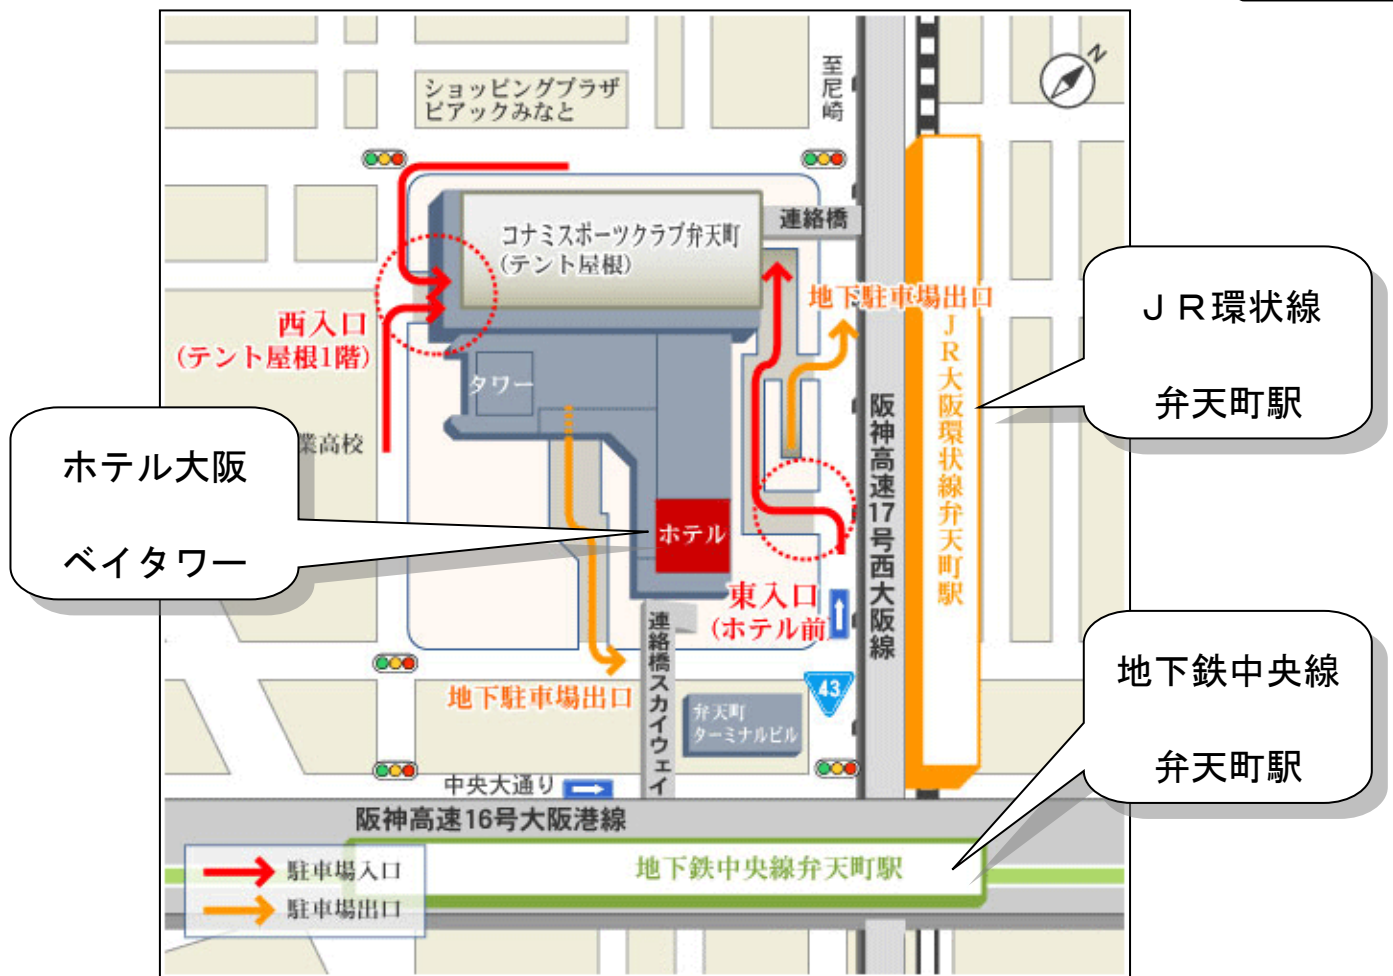 N
至尼崎
ショッピングプラザ
ピアックみなと
連絡橋
コナミスポーツクラブ弁天町
(テント屋根)
地下駐車場出口
ＪＲ環状線
弁天町駅
西入口
(テント屋根1階)
JR大阪環状線弁天町駅
タワー
阪神高速17号西大阪線
業高校
ホテル大阪
ベイタワー
ホテル
東入口
(ホテル前)
連絡橋スカイウェイ
地下鉄中央線
弁天町駅
43
地下駐車場出口
弁天町
ターミナルビル
中央大通り
阪神高速16号大阪港線
地下鉄中央線弁天町駅
駐車場入口
駐車場出口